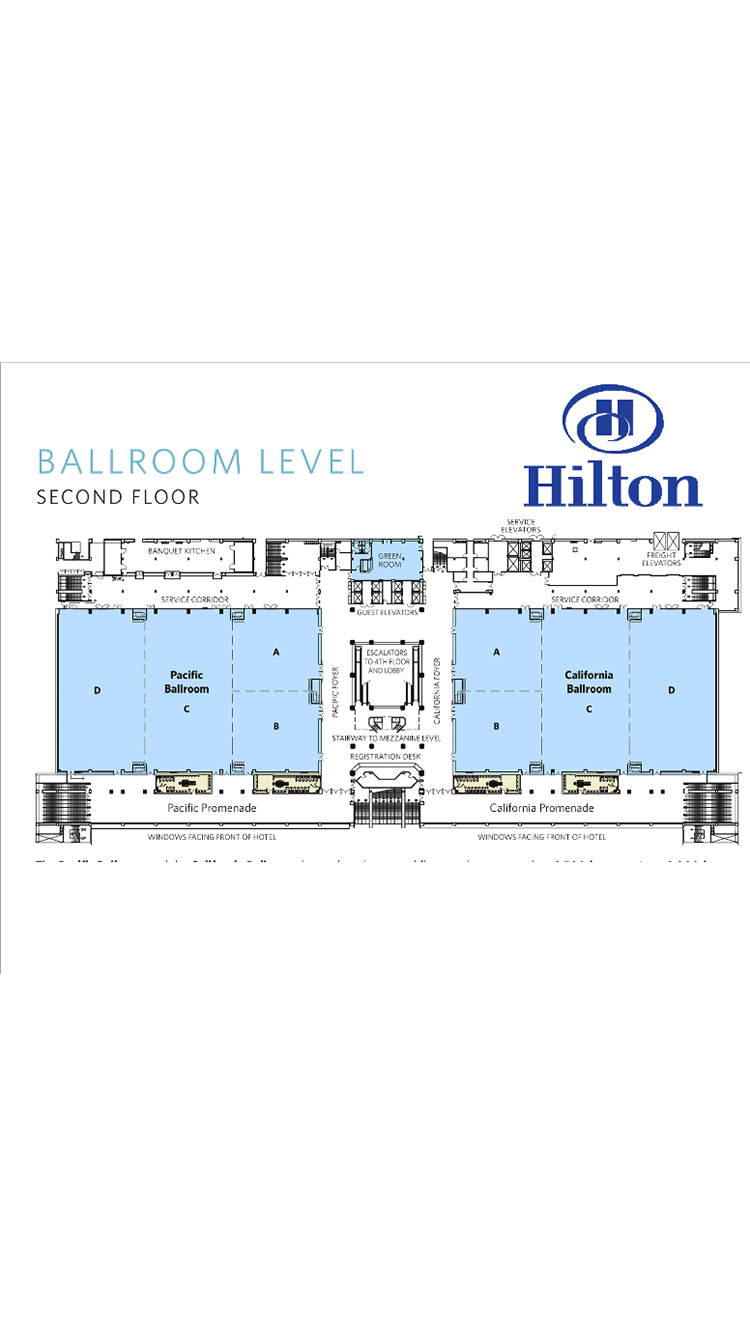 BALLROOM LEVEL
SECOND FLOOR
Hilton
SERVICE
ELEVATORS
BANQUET KITCHEN
GREEN
ROOM
FREIGHT
ELEVATORS
SERVICE CORRIDOR
GUEST ELEVATORS
SERVICE CORRIDOR
D
Pacific
Ballroom
C
A
B
PACIFIC FOYER
ESCALATORS
TO 4TH FLOOR
AND LOBBY
CALIFORNIA FOYER
A
B
California
Ballroom
C
D
STAIRWAY TO MEZZANINE LEVEL
REGISTRATION DESK
Pacific Promenade
California Promenade
WINDOWS FACING FRONT OF HOTEL
WINDOWS FACING FRONT OF HOTEL